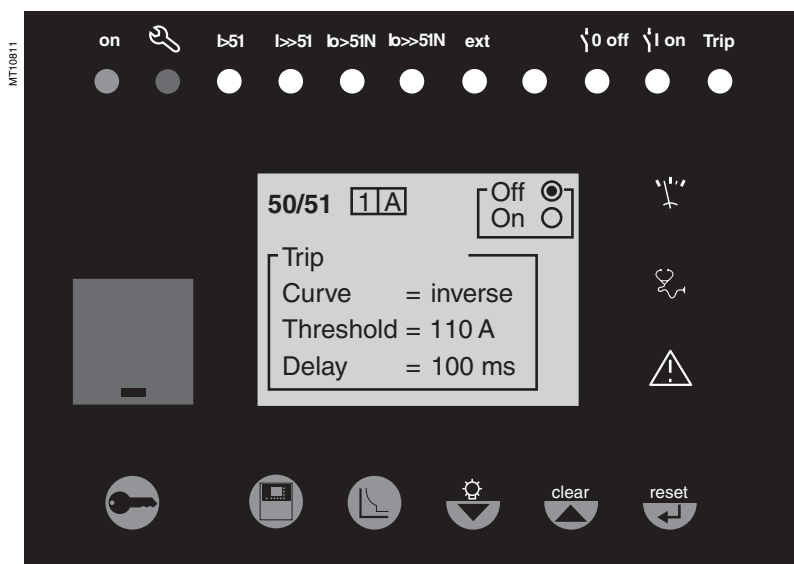 MT10811
on I>51 I>>51 Io>51N Io>>51N ext 0 off I on Trip
50/51 1 A
Off
On
Trip
Curve = inverse
Threshold = 110 A
Delay = 100 ms
clear reset